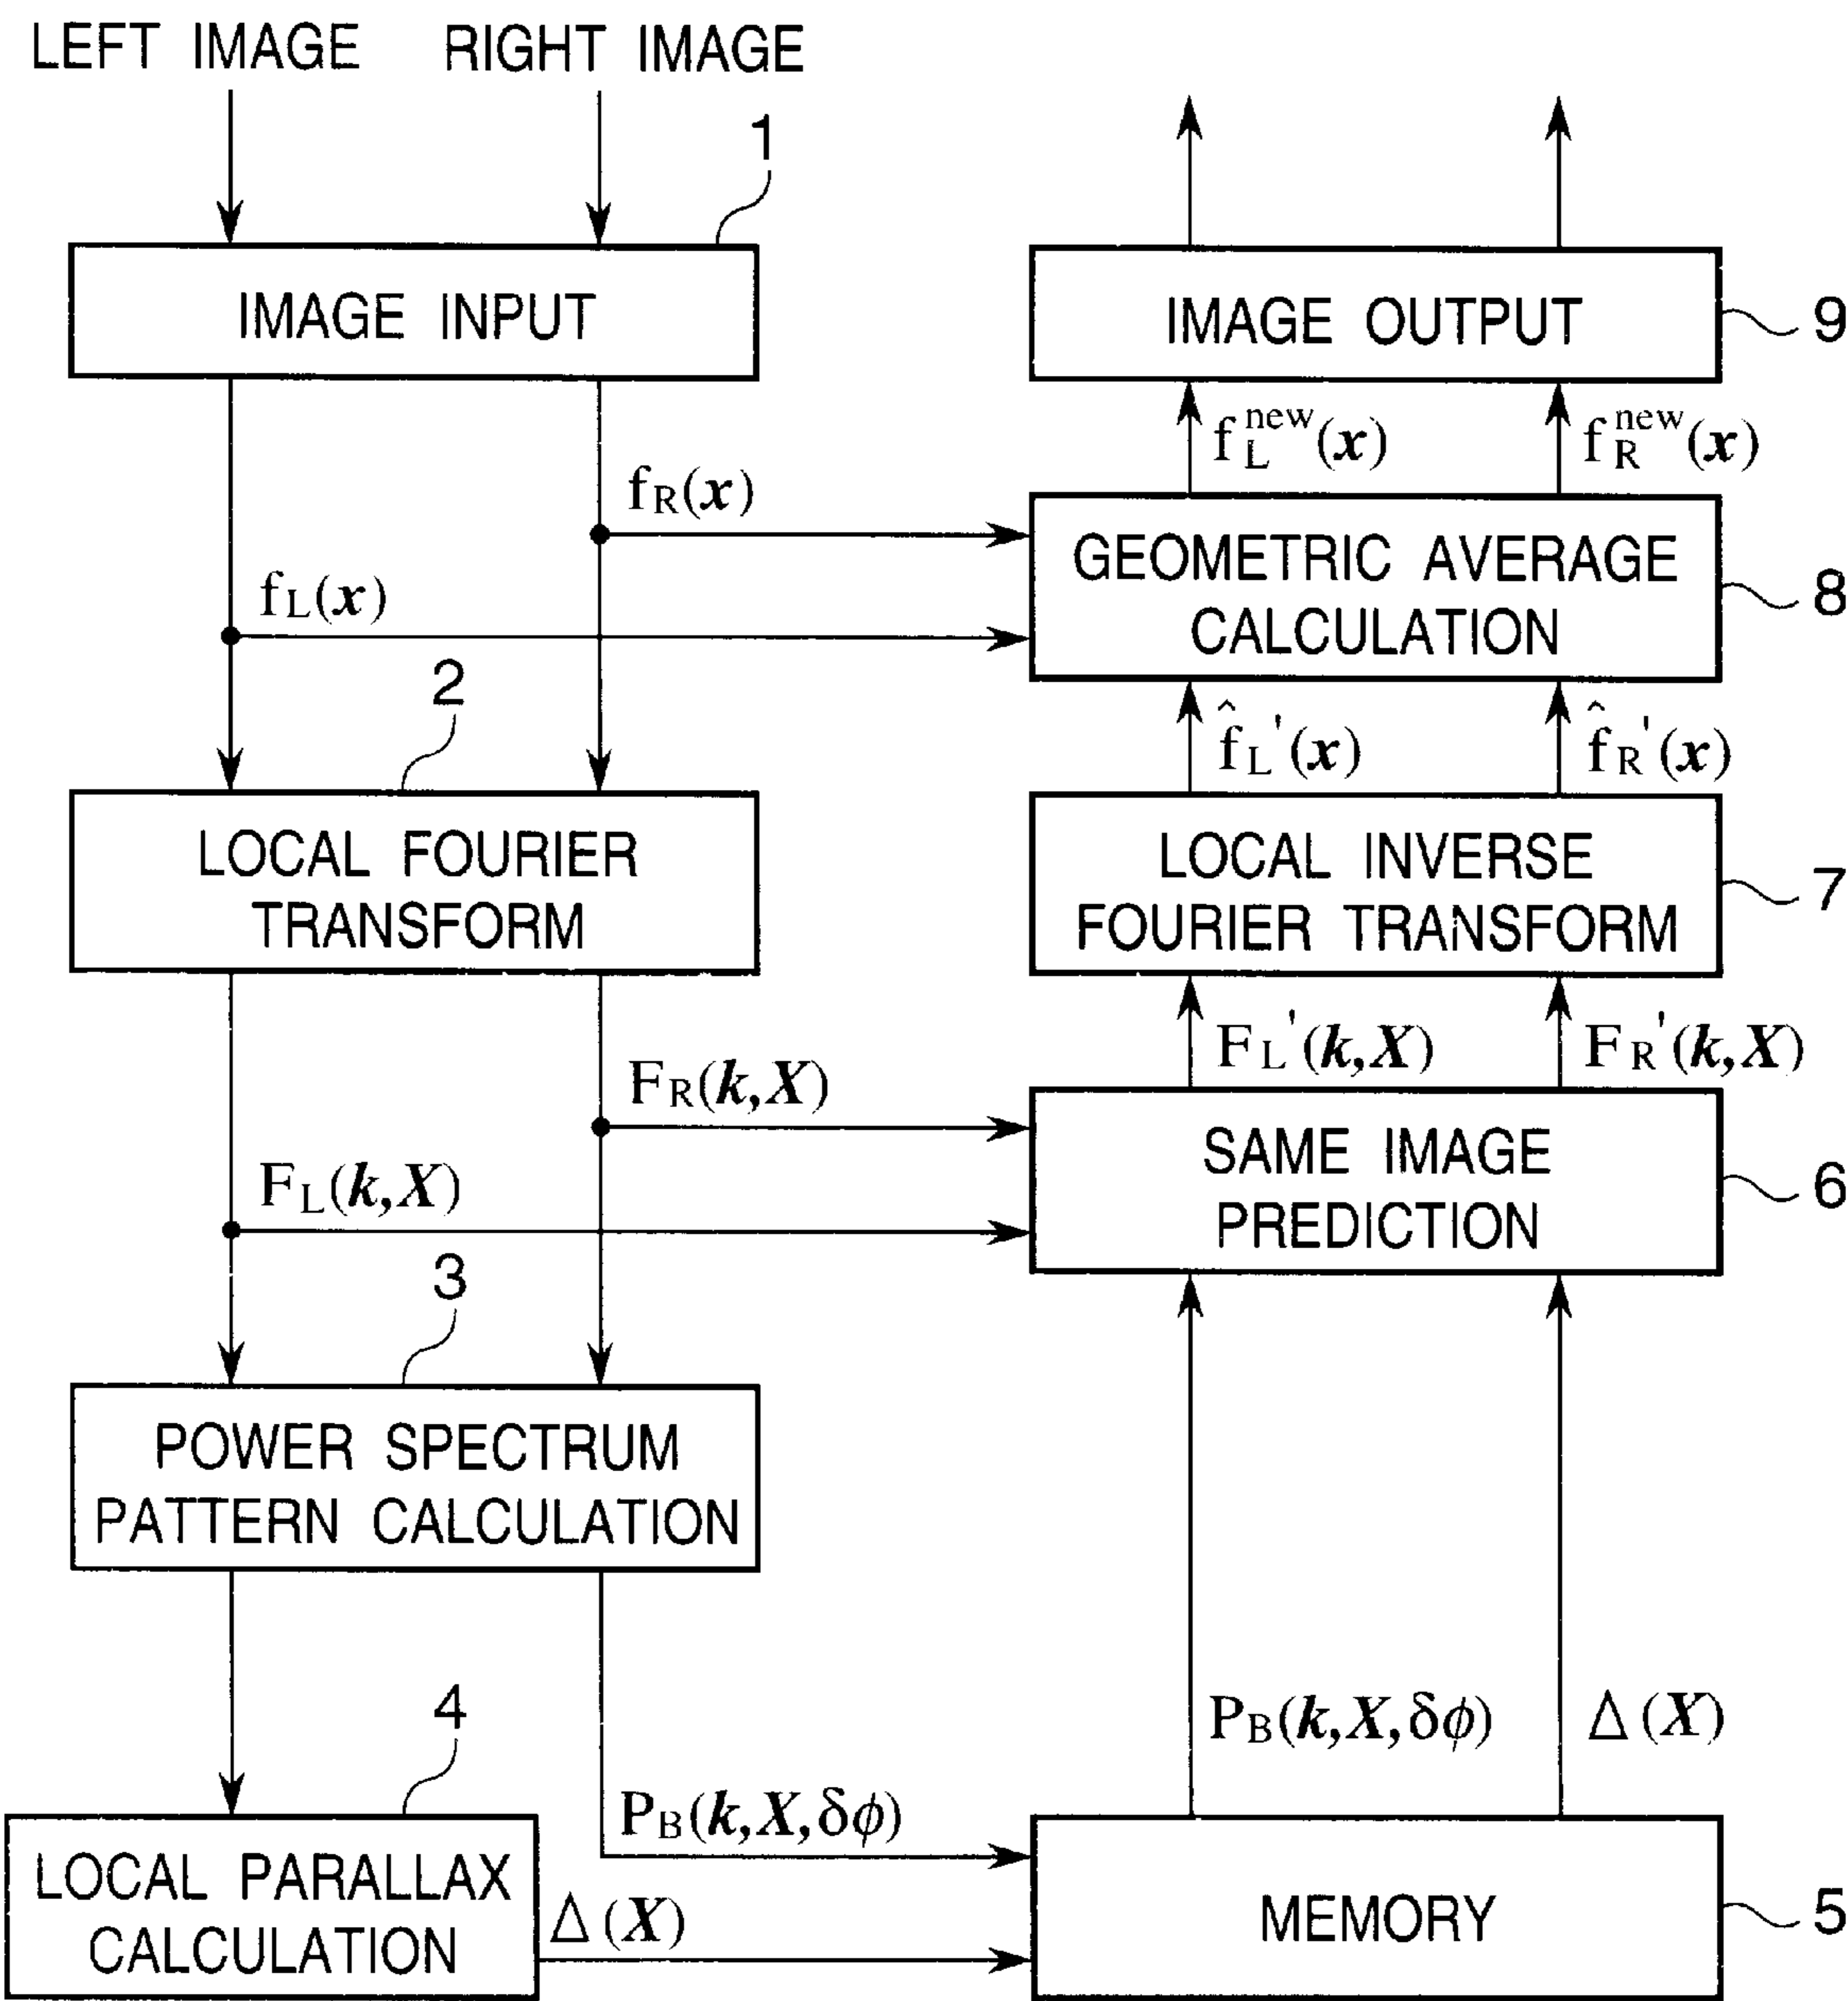 LEFT IMAGE
RIGHT IMAGE
1
IMAGE INPUT
IMAGE OUTPUT
9
f_L^new(x)
f_R^new(x)
f_R(x)
GEOMETRIC AVERAGE
CALCULATION
8
f_L(x)
2
f̂_L'(x)
f̂_R'(x)
LOCAL FOURIER
TRANSFORM
LOCAL INVERSE
FOURIER TRANSFORM
7
F_L'(k,X)
F_R'(k,X)
F_R(k,X)
SAME IMAGE
PREDICTION
6
F_L(k,X)
3
POWER SPECTRUM
PATTERN CALCULATION
4
P_B(k,X,δϕ)
Δ(X)
P_B(k,X,δϕ)
LOCAL PARALLAX
CALCULATION
Δ(X)
MEMORY
5